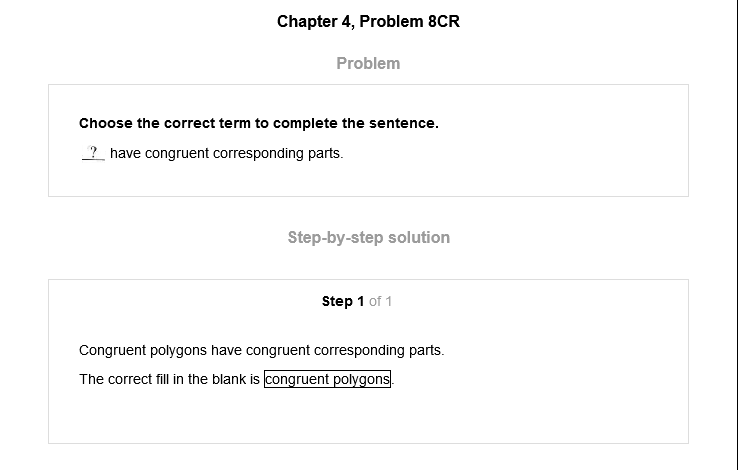 Chapter 4, Problem 8CR
Problem
Choose the correct term to complete the sentence.
? have congruent corresponding parts.
Step-by-step solution
Step 1 of 1
Congruent polygons have congruent corresponding parts.
The correct fill in the blank is congruent polygons.